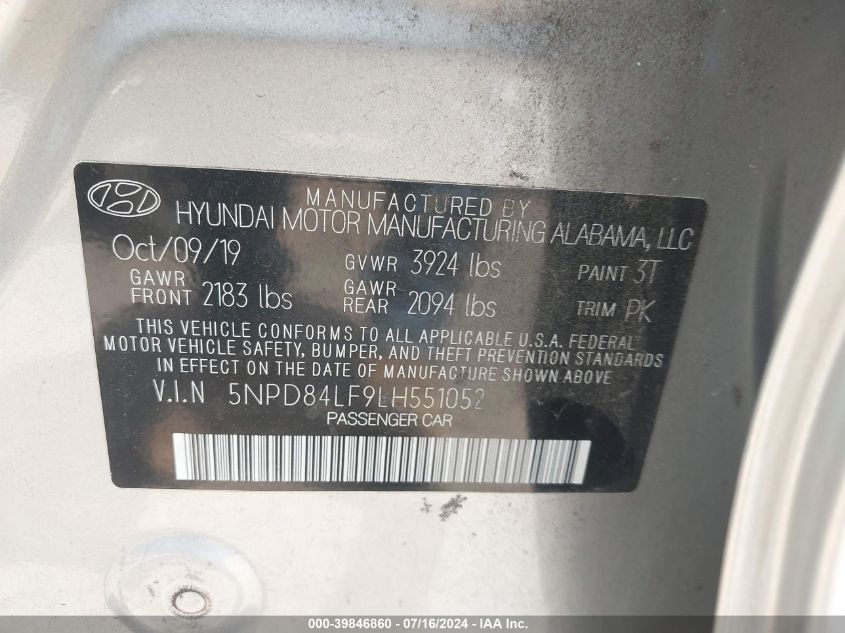 MANUFACTURED BY
HYUNDAI MOTOR MANUFACTURING ALABAMA, LLC
Oct/09/19 GVWR 3924 lbs PAINT 3T
GAWR FRONT 2183 lbs GAWR REAR 2094 lbs TRIM PK
THIS VEHICLE CONFORMS TO ALL APPLICABLE U.S.A. FEDERAL
MOTOR VEHICLE SAFETY, BUMPER, AND THEFT PREVENTION STANDARDS
IN EFFECT ON THE DATE OF MANUFACTURE SHOWN ABOVE
V.I.N 5NPD84LF9LH551052
PASSENGER CAR
000-39846860 - 07/16/2024 - IAAI, Inc.